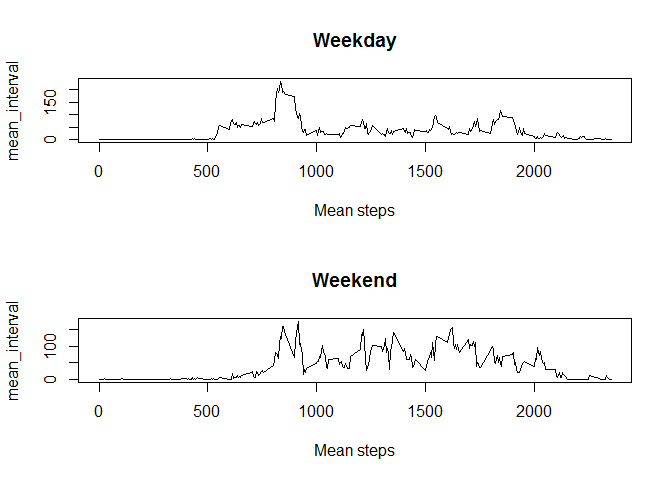 Weekday
mean_interval
150
0
0 500 1000 1500 2000
Mean steps
Weekend
mean_interval
100
0
0 500 1000 1500 2000
Mean steps